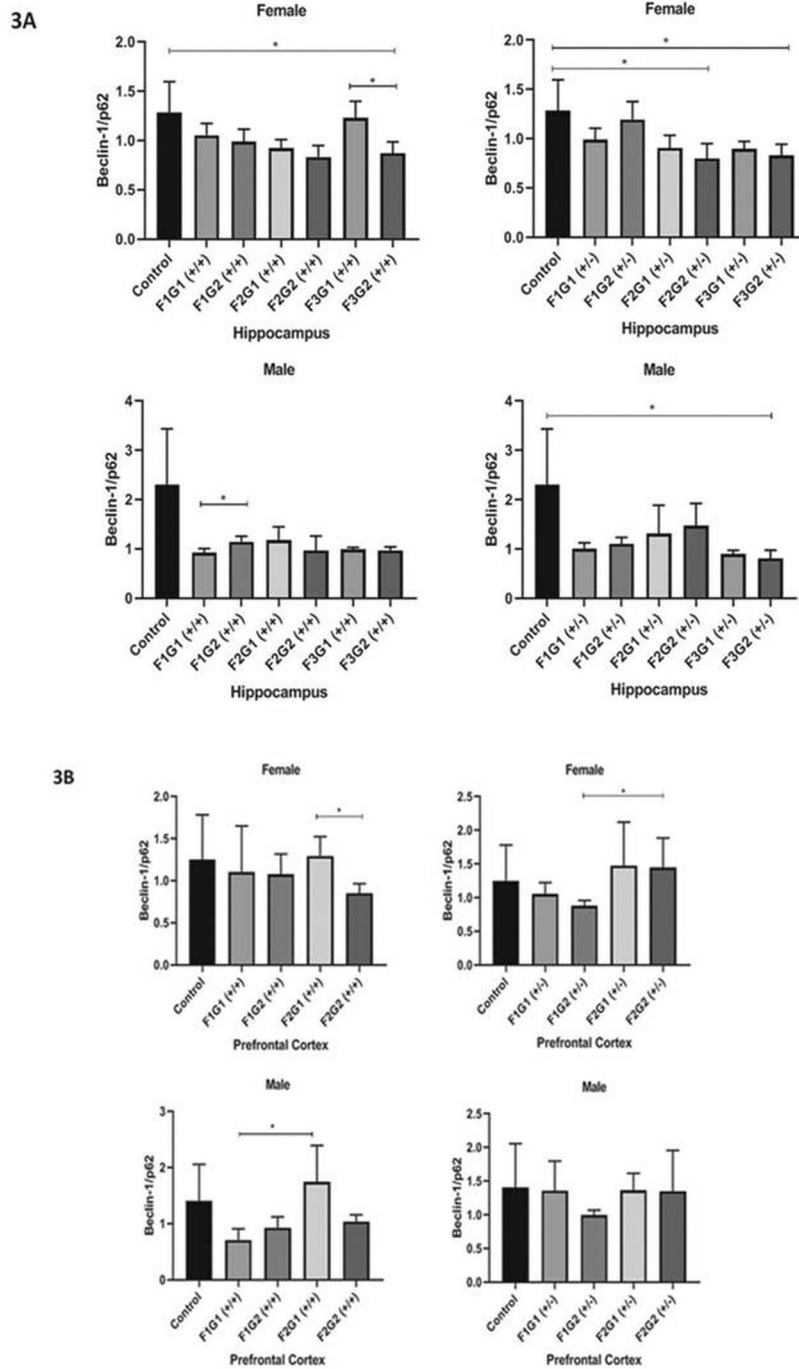 3A
Female
*
*
Beclin-1/p62
2.0
1.5
1.0
0.5
0.0
Control
F1G1 (+/+)
F1G2 (+/+)
F2G1 (+/+)
F2G2 (+/+)
F3G1 (+/+)
F3G2 (+/+)
Hippocampus
Female
*
*
Beclin-1/p62
2.0
1.5
1.0
0.5
0.0
Control
F1G1 (+/-)
F1G2 (+/-)
F2G1 (+/-)
F2G2 (+/-)
F3G1 (+/-)
F3G2 (+/-)
Hippocampus
Male
*
Beclin-1/p62
4
3
2
1
0
Control
F1G1 (+/+)
F1G2 (+/+)
F2G1 (+/+)
F2G2 (+/+)
F3G1 (+/+)
F3G2 (+/+)
Hippocampus
Male
*
Beclin-1/p62
4
3
2
1
0
Control
F1G1 (+/-)
F1G2 (+/-)
F2G1 (+/-)
F2G2 (+/-)
F3G1 (+/-)
F3G2 (+/-)
Hippocampus
3B
Female
*
Beclin-1/p62
2.0
1.5
1.0
0.5
0.0
Control
F1G1 (+/+)
F1G2 (+/+)
F2G1 (+/+)
F2G2 (+/+)
Prefrontal Cortex
Female
*
Beclin-1/p62
2.5
2.0
1.5
1.0
0.5
0.0
Control
F1G1 (+/-)
F1G2 (+/-)
F2G1 (+/-)
F2G2 (+/-)
Prefrontal Cortex
Male
*
Beclin-1/p62
3
2
1
0
Control
F1G1 (+/+)
F1G2 (+/+)
F2G1 (+/+)
F2G2 (+/+)
Prefrontal Cortex
Male
Beclin-1/p62
2.5
2.0
1.5
1.0
0.5
0.0
Control
F1G1 (+/-)
F1G2 (+/-)
F2G1 (+/-)
F2G2 (+/-)
Prefrontal Cortex